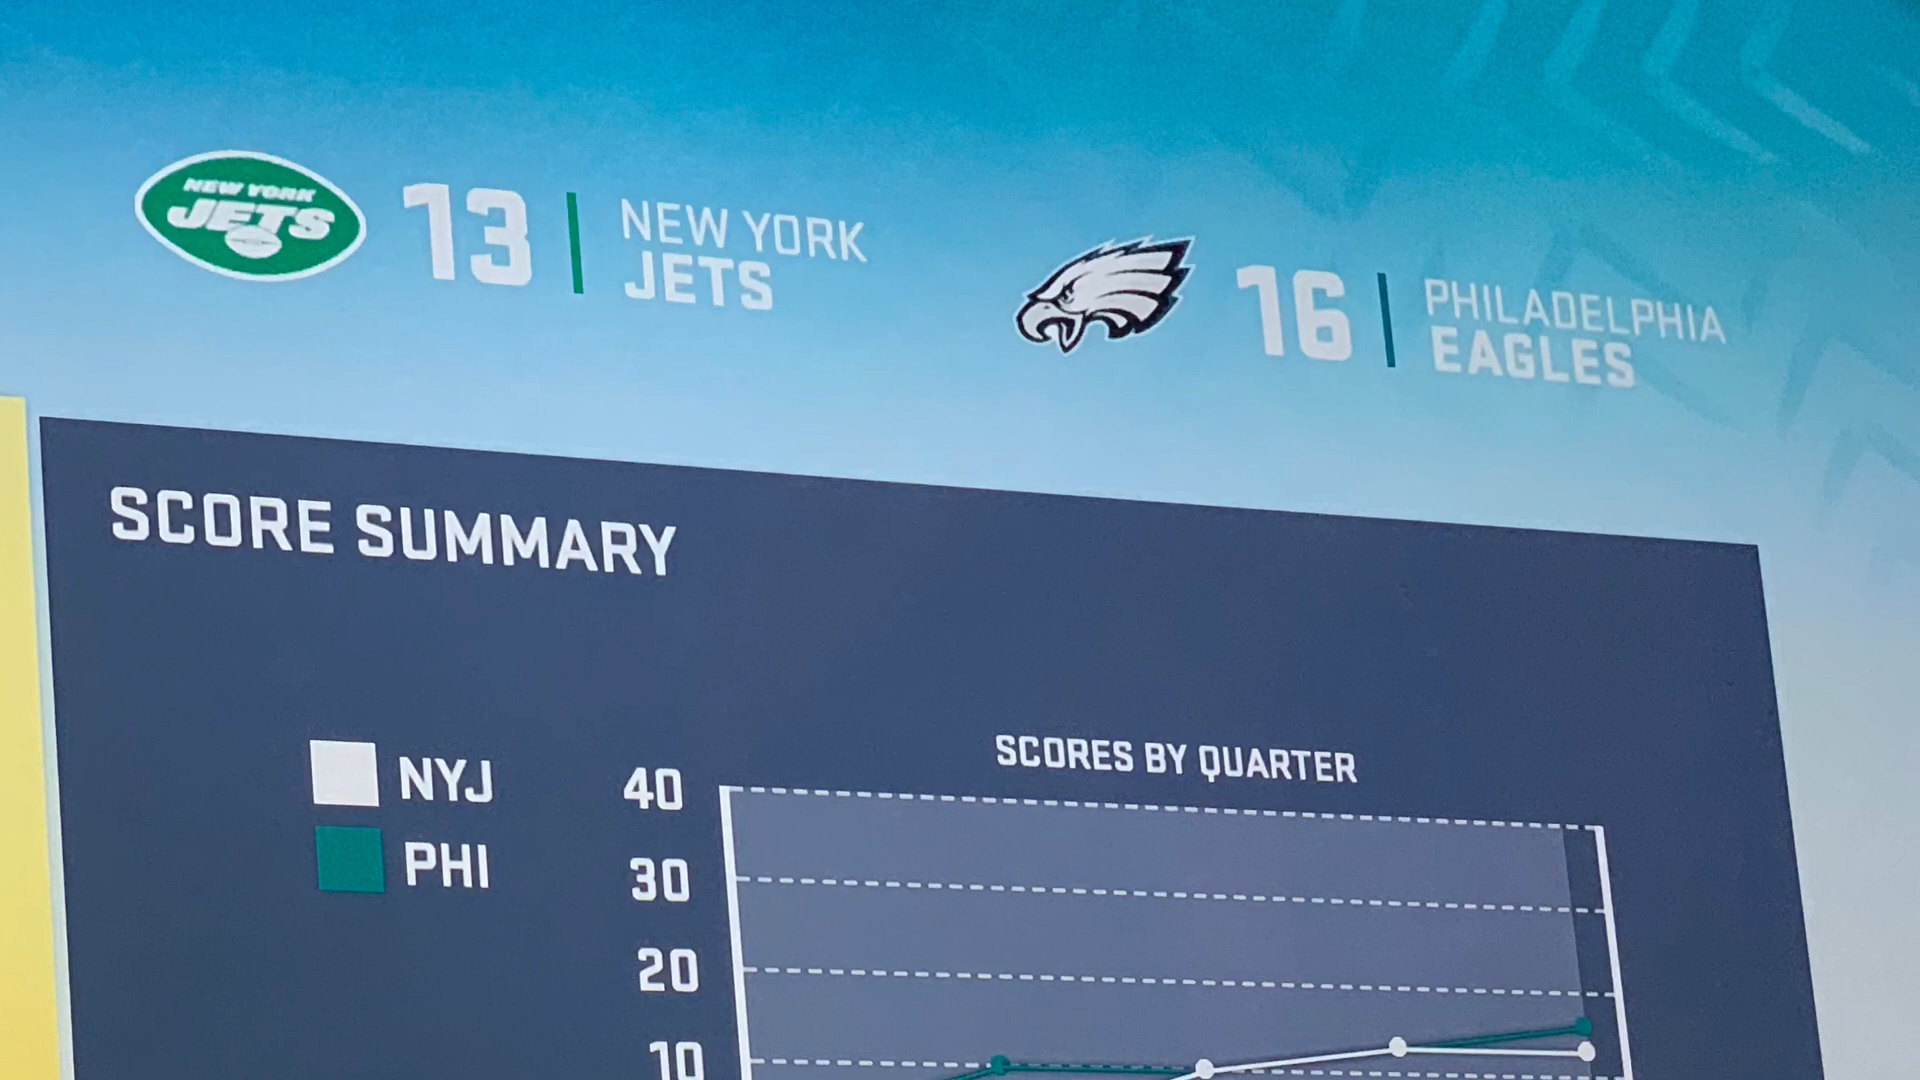 NEW YORK
JETS
13
NEW YORK
JETS
16
PHILADELPHIA
EAGLES
SCORE SUMMARY
SCORES BY QUARTER
NYJ
PHI
40
30
20
10